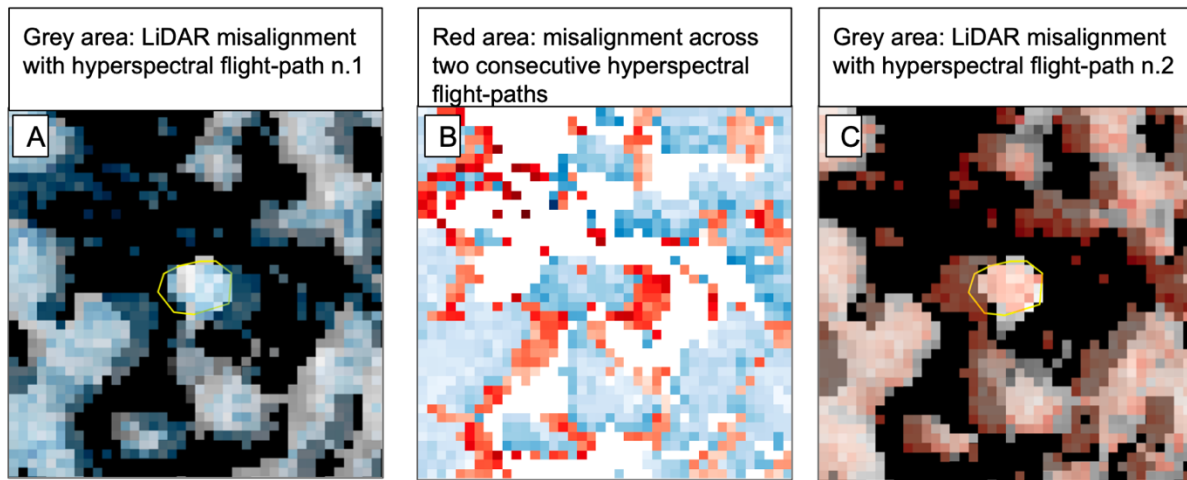 Grey area: LiDAR misalignment
with hyperspectral flight-path n.1
Red area: misalignment across
two consecutive hyperspectral
flight-paths
Grey area: LiDAR misalignment
with hyperspectral flight-path n.2
A
B
C